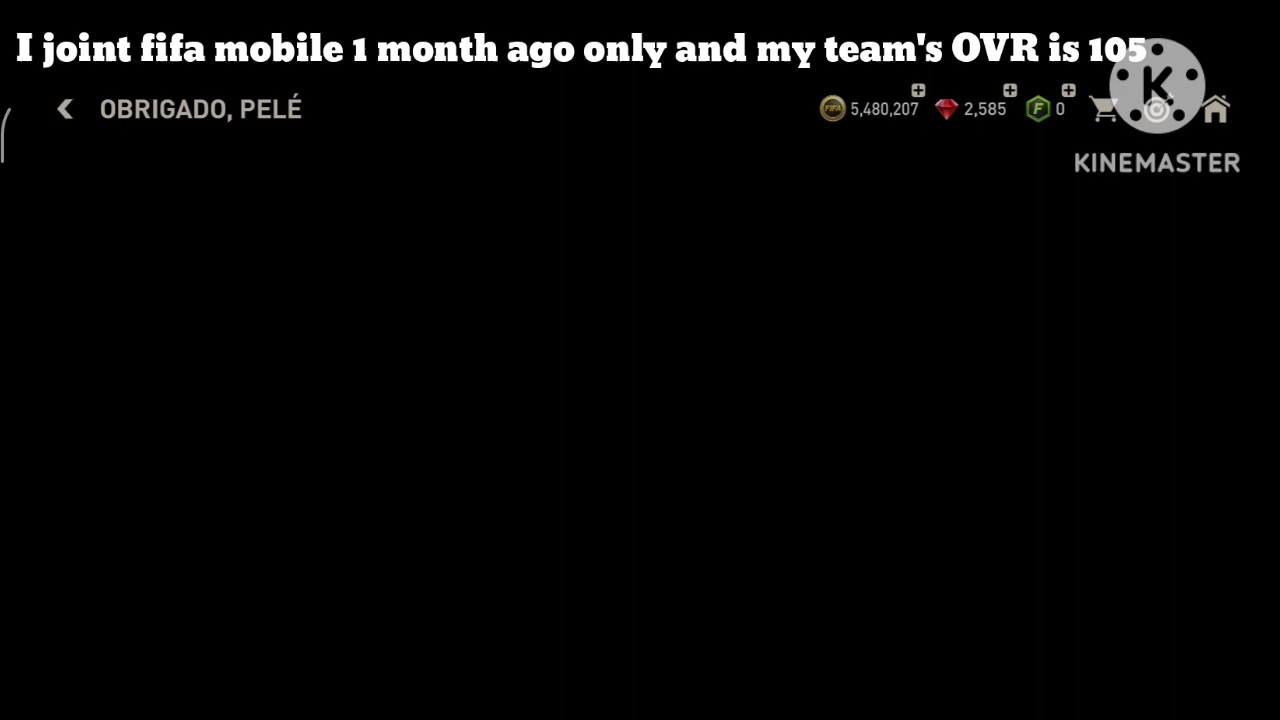 I joint fifa mobile 1 month ago only and my team's OVR is 105
OBRIGADO, PELÉ 5,480,207 2,585 F 0
K
KINEMASTER